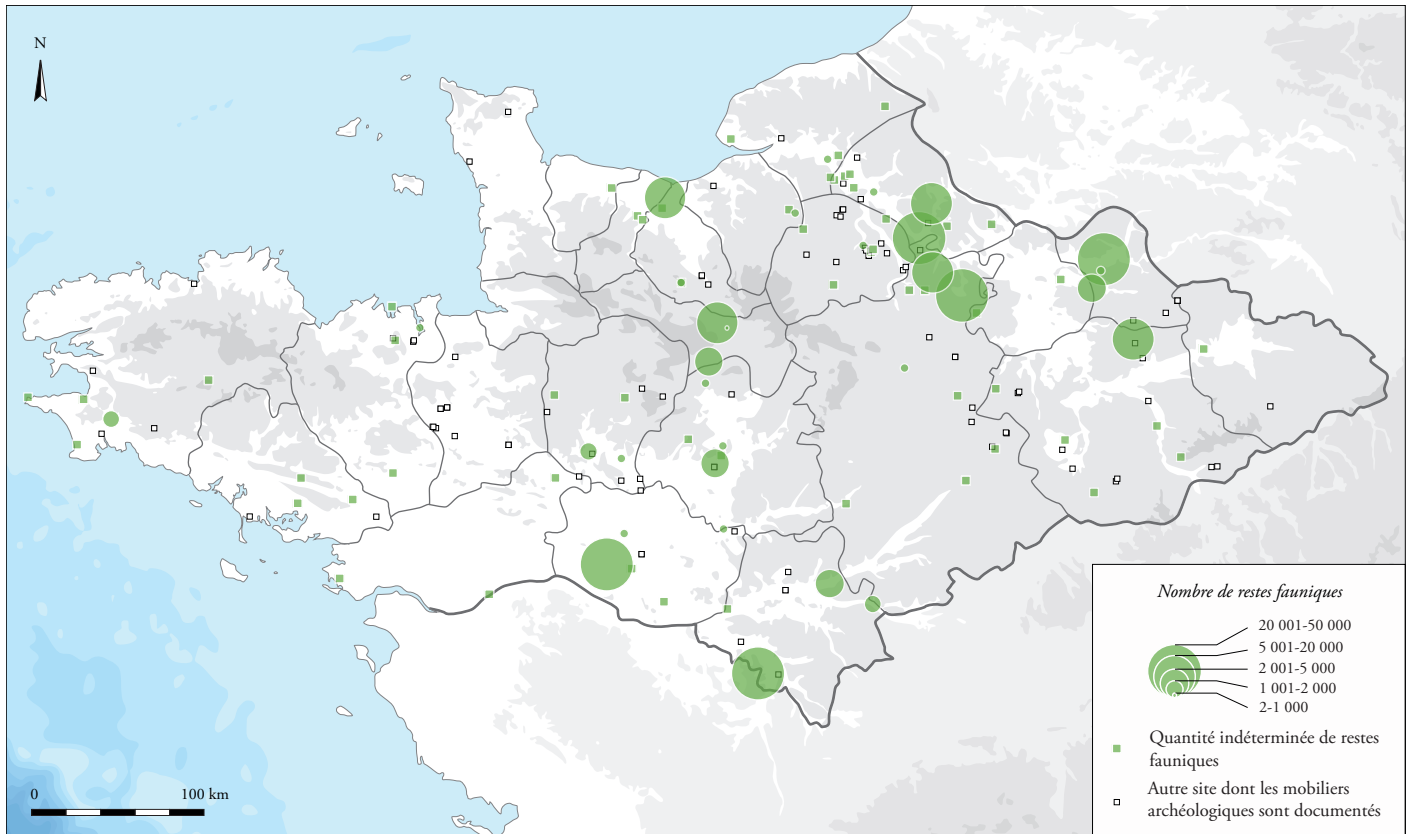 N
Nombre de restes fauniques
20 001-50 000
5 001-20 000
2 001-5 000
1 001-2 000
2-1 000
Quantité indéterminée de restes
fauniques
Autre site dont les mobiliers
archéologiques sont documentés
0 100 km